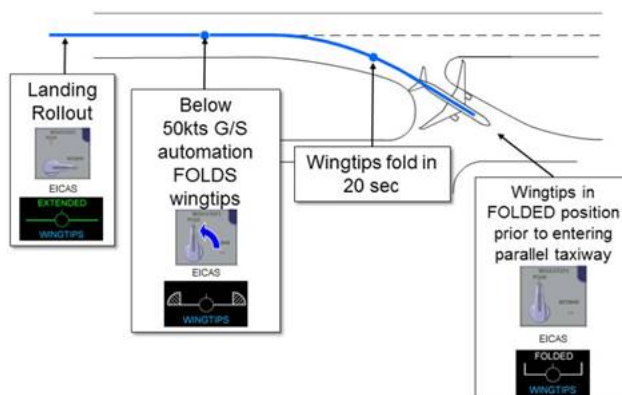 Landing
Rollout
EICAS
EXTENDED
WINGTIPS
Below
50kts G/S
automation
FOLDS
wingtips
EICAS
WINGTIPS
Wingtips fold in
20 sec
Wingtips in
FOLDED position
prior to entering
parallel taxiway
EICAS
FOLDED
WINGTIPS